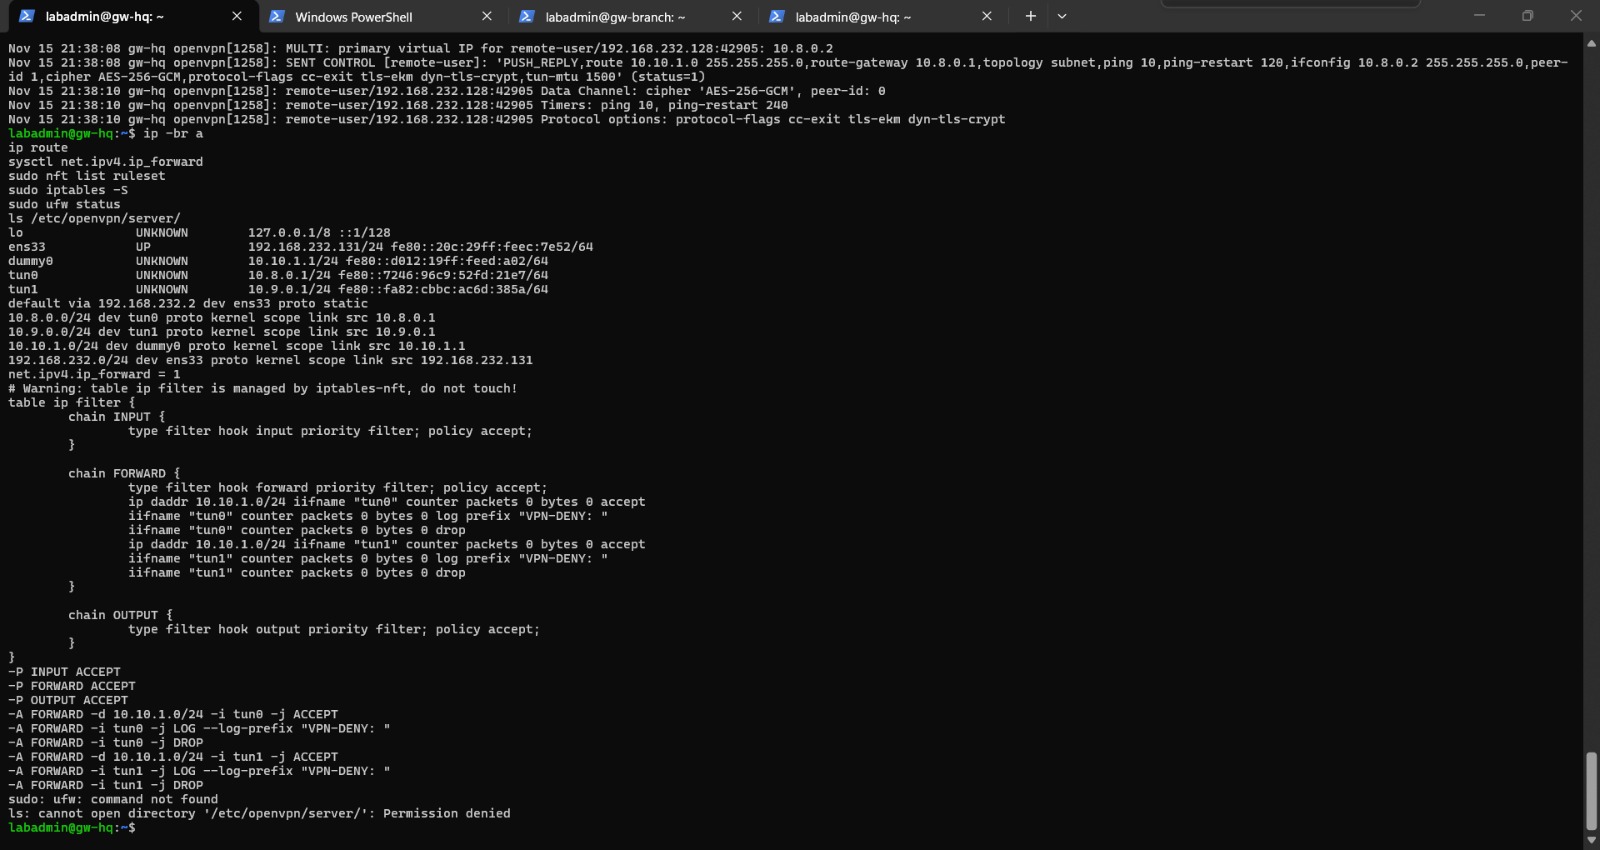 labadmin@gw-hq: ~
Windows PowerShell
labadmin@gw-branch: ~
labadmin@gw-hq: ~
Nov 15 21:38:08 gw-hq openvpn[1258]: MULTI: primary virtual IP for remote-user/192.168.232.128:42905: 10.8.0.2
Nov 15 21:38:08 gw-hq openvpn[1258]: SENT CONTROL [remote-user]: 'PUSH_REPLY,route 10.10.1.0 255.255.255.0,route-gateway 10.8.0.1,topology subnet,ping 10,ping-restart 120,ifconfig 10.8.0.2 255.255.255.0,peer-
id 1,cipher AES-256-GCM,protocol-flags cc-exit tls-ekm dyn-tls-crypt,tun-mtu 1500' (status=1)
Nov 15 21:38:10 gw-hq openvpn[1258]: remote-user/192.168.232.128:42905 Data Channel: cipher 'AES-256-GCM', peer-id: 0
Nov 15 21:38:10 gw-hq openvpn[1258]: remote-user/192.168.232.128:42905 Timers: ping 10, ping-restart 240
Nov 15 21:38:10 gw-hq openvpn[1258]: remote-user/192.168.232.128:42905 Protocol options: protocol-flags cc-exit tls-ekm dyn-tls-crypt
labadmin@gw-hq:~$ ip -br a
ip route
sysctl net.ipv4.ip_forward
sudo nft list ruleset
sudo iptables -S
sudo ufw status
ls /etc/openvpn/server/
lo               UNKNOWN        127.0.0.1/8 ::1/128
ens33            UP             192.168.232.131/24 fe80::20c:29ff:feec:7e52/64
dummy0           UNKNOWN        10.10.1.1/24 fe80::d012:19ff:feed:a02/64
tun0             UNKNOWN        10.8.0.1/24 fe80::7246:96c9:52fd:21e7/64
tun1             UNKNOWN        10.9.0.1/24 fe80::fa82:cbbc:ac6d:385a/64
default via 192.168.232.2 dev ens33 proto static
10.8.0.0/24 dev tun0 proto kernel scope link src 10.8.0.1
10.9.0.0/24 dev tun1 proto kernel scope link src 10.9.0.1
10.10.1.0/24 dev dummy0 proto kernel scope link src 10.10.1.1
192.168.232.0/24 dev ens33 proto kernel scope link src 192.168.232.131
net.ipv4.ip_forward = 1
# Warning: table ip filter is managed by iptables-nft, do not touch!
table ip filter {
        chain INPUT {
                type filter hook input priority filter; policy accept;
        }
        chain FORWARD {
                type filter hook forward priority filter; policy accept;
                ip daddr 10.10.1.0/24 iifname "tun0" counter packets 0 bytes 0 accept
                iifname "tun0" counter packets 0 bytes 0 log prefix "VPN-DENY: "
                iifname "tun0" counter packets 0 bytes 0 drop
                ip daddr 10.10.1.0/24 iifname "tun1" counter packets 0 bytes 0 accept
                iifname "tun1" counter packets 0 bytes 0 log prefix "VPN-DENY: "
                iifname "tun1" counter packets 0 bytes 0 drop
        }
        chain OUTPUT {
                type filter hook output priority filter; policy accept;
        }
}
-P INPUT ACCEPT
-P FORWARD ACCEPT
-P OUTPUT ACCEPT
-A FORWARD -d 10.10.1.0/24 -i tun0 -j ACCEPT
-A FORWARD -i tun0 -j LOG --log-prefix "VPN-DENY: "
-A FORWARD -i tun0 -j DROP
-A FORWARD -d 10.10.1.0/24 -i tun1 -j ACCEPT
-A FORWARD -i tun1 -j LOG --log-prefix "VPN-DENY: "
-A FORWARD -i tun1 -j DROP
sudo: ufw: command not found
ls: cannot open directory '/etc/openvpn/server/': Permission denied
labadmin@gw-hq:~$